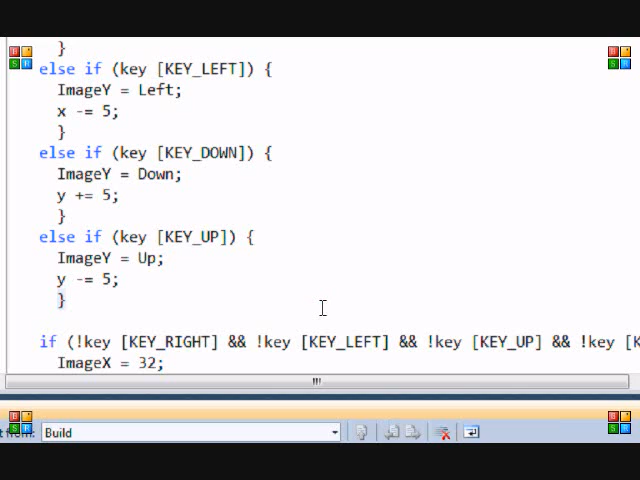 }
else if (key [KEY_LEFT]) {
ImageY = Left;
x -= 5;
}
else if (key [KEY_DOWN]) {
ImageY = Down;
y += 5;
}
else if (key [KEY_UP]) {
ImageY = Up;
y -= 5;
}
if (!key [KEY_RIGHT] && !key [KEY_LEFT] && !key [KEY_UP] && !key [K
ImageX = 32;
Build